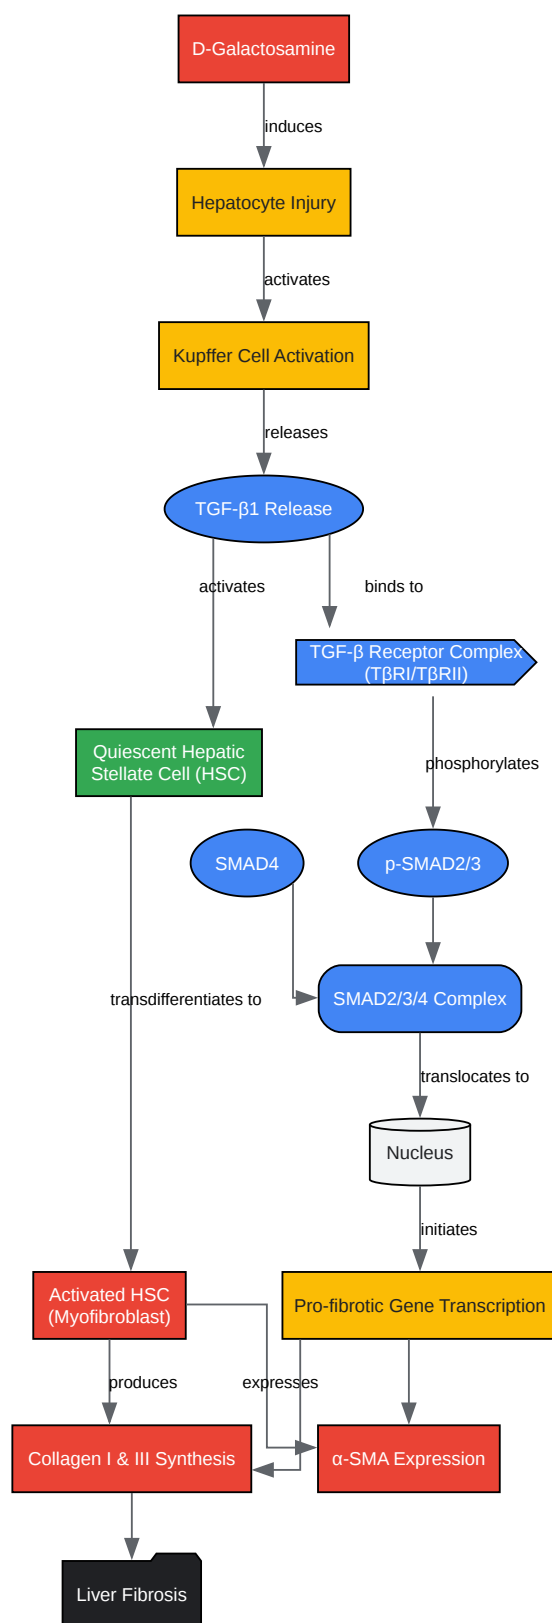 D-Galactosamine
induces
Hepatocyte Injury
activates
Kupffer Cell Activation
releases
TGF-β1 Release
activates
binds to
TGF-β Receptor Complex
(TβRI/TβRII)
Quiescent Hepatic
Stellate Cell (HSC)
phosphorylates
SMAD4
p-SMAD2/3
transdifferentiates to
SMAD2/3/4 Complex
translocates to
Nucleus
initiates
Activated HSC
(Myofibroblast)
Pro-fibrotic Gene Transcription
produces
expresses
Collagen I & III Synthesis
α-SMA Expression
Liver Fibrosis